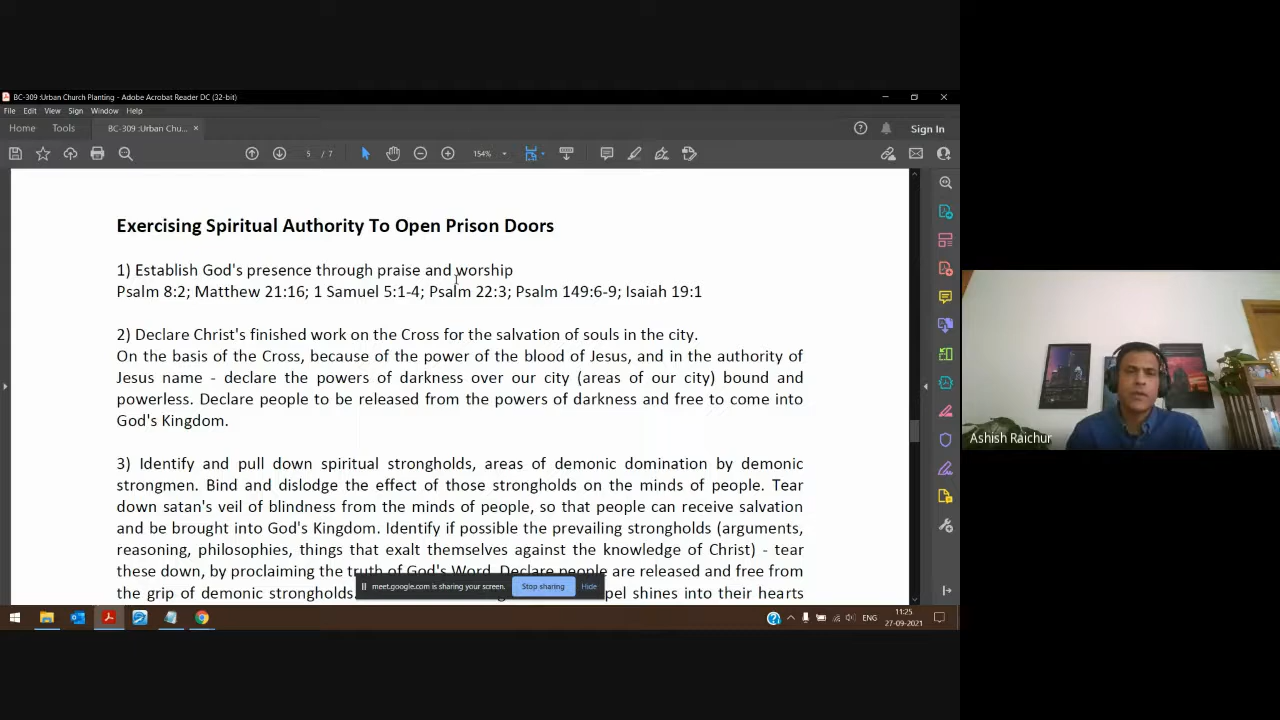 BC-309 :Urban Church Planting - Adobe Acrobat Reader DC (32-bit)
File Edit View Sign Window Help
Home Tools BC-309 :Urban Chu... × Sign In
5 / 7 154%
Exercising Spiritual Authority To Open Prison Doors
1) Establish God's presence through praise and worship
Psalm 8:2; Matthew 21:16; 1 Samuel 5:1-4; Psalm 22:3; Psalm 149:6-9; Isaiah 19:1
2) Declare Christ's finished work on the Cross for the salvation of souls in the city.
On the basis of the Cross, because of the power of the blood of Jesus, and in the authority of
Jesus name - declare the powers of darkness over our city (areas of our city) bound and
powerless. Declare people to be released from the powers of darkness and free to come into
God's Kingdom.
3) Identify and pull down spiritual strongholds, areas of demonic domination by demonic
strongmen. Bind and dislodge the effect of those strongholds on the minds of people. Tear
down satan's veil of blindness from the minds of people, so that people can receive salvation
and be brought into God's Kingdom. Identify if possible the prevailing strongholds (arguments,
reasoning, philosophies, things that exalt themselves against the knowledge of Christ) - tear
these down, by proclaiming the truth of God's Word. Declare people are released and free from
the grip of demonic strongholds. pel shines into their hearts
meet.google.com is sharing your screen. Stop sharing Hide
Ashish Raichur
ENG
11:25
27-09-2021